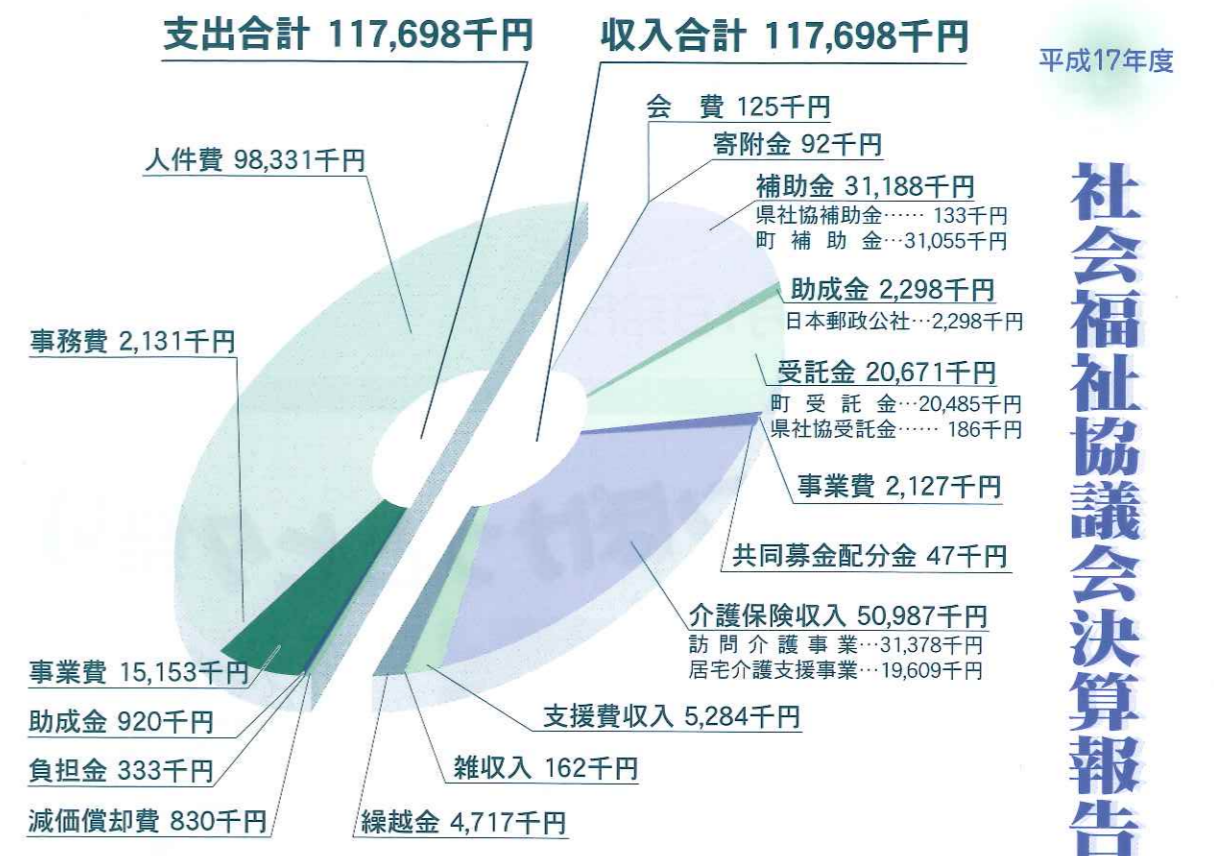 支出合計 117,698千円
収入合計 117,698千円
平成17年度
社会福祉協議会決算報告
会 費 125千円
寄附金 92千円
補助金 31,188千円
県社協補助金…… 133千円
町補助金…31,055千円
助成金 2,298千円
日本郵政公社…2,298千円
受託金 20,671千円
町受託金…20,485千円
県社協受託金…… 186千円
事業費 2,127千円
共同募金配分金 47千円
介護保険収入 50,987千円
訪問介護事業…31,378千円
居宅介護支援事業…19,609千円
支援費収入 5,284千円
雑収入 162千円
繰越金 4,717千円
人件費 98,331千円
事務費 2,131千円
事業費 15,153千円
助成金 920千円
負担金 333千円
減価償却費 830千円